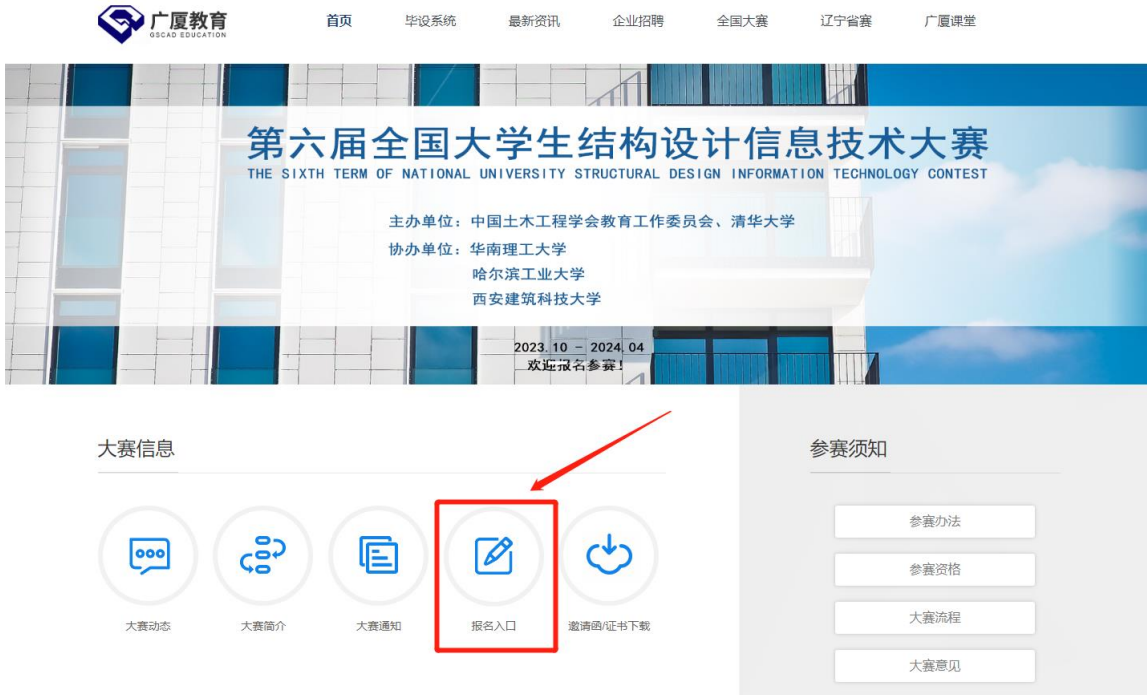 广厦教育
GSCAD EDUCATION
首页
毕设系统
最新资讯
企业招聘
全国大赛
辽宁省赛
广厦课堂
第六届全国大学生结构设计信息技术大赛
THE SIXTH TERM OF NATIONAL UNIVERSITY STRUCTURAL DESIGN INFORMATION TECHNOLOGY CONTEST
主办单位：中国土木工程学会教育工作委员会、清华大学
协办单位：华南理工大学
哈尔滨工业大学
西安建筑科技大学
2023.10 - 2024.04
欢迎报名参赛！
大赛信息
大赛动态
大赛简介
大赛通知
报名入口
邀请函/证书下载
参赛须知
参赛办法
参赛资格
大赛流程
大赛意见